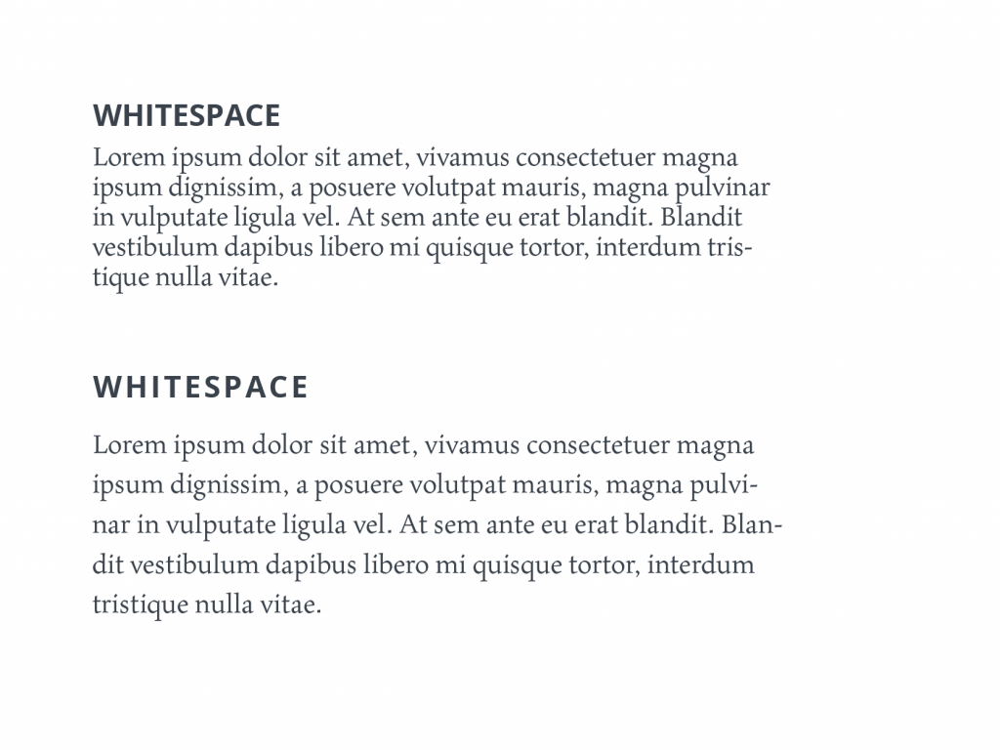 WHITESPACE
Lorem ipsum dolor sit amet, vivamus consectetuer magna
ipsum dignissim, a posuere volutpat mauris, magna pulvinar
in vulputate ligula vel. At sem ante eu erat blandit. Blandit
vestibulum dapibus libero mi quisque tortor, interdum tris-
tique nulla vitae.
WHITESPACE
Lorem ipsum dolor sit amet, vivamus consectetuer magna
ipsum dignissim, a posuere volutpat mauris, magna pulvi-
nar in vulputate ligula vel. At sem ante eu erat blandit. Blan-
dit vestibulum dapibus libero mi quisque tortor, interdum
tristique nulla vitae.